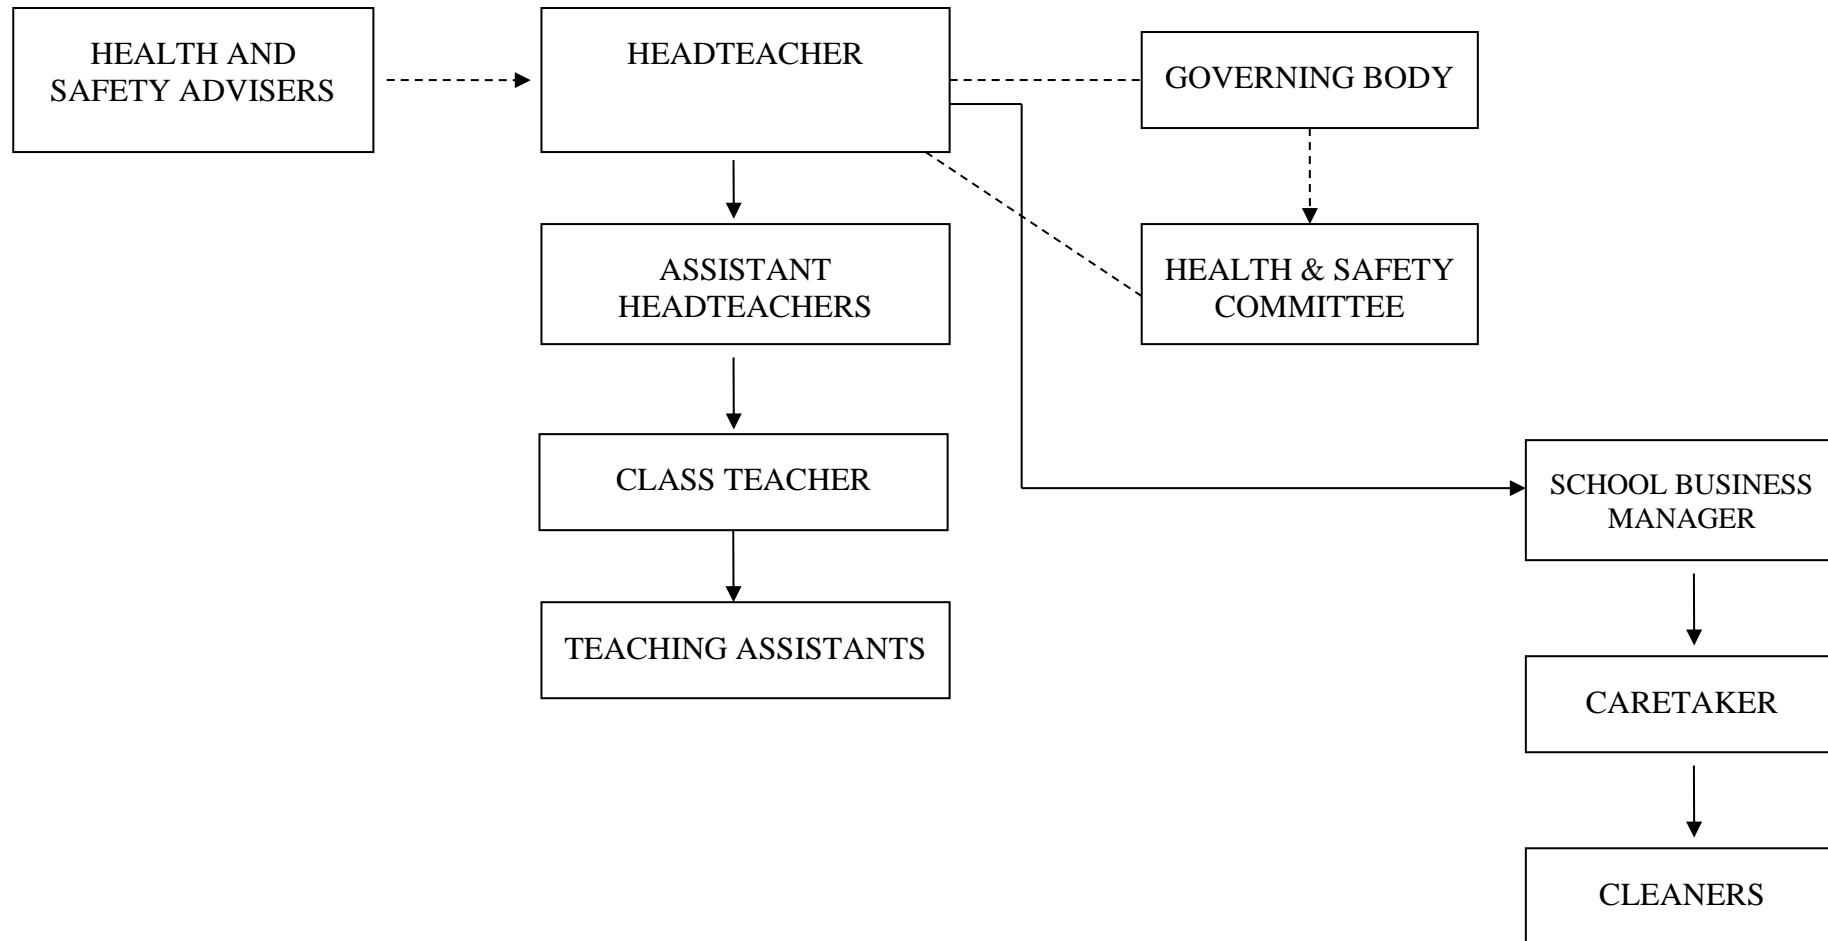 HEALTH AND
SAFETY ADVISERS
HEADTEACHER
GOVERNING BODY
ASSISTANT
HEADTEACHERS
HEALTH & SAFETY
COMMITTEE
CLASS TEACHER
SCHOOL BUSINESS
MANAGER
TEACHING ASSISTANTS
CARETAKER
CLEANERS